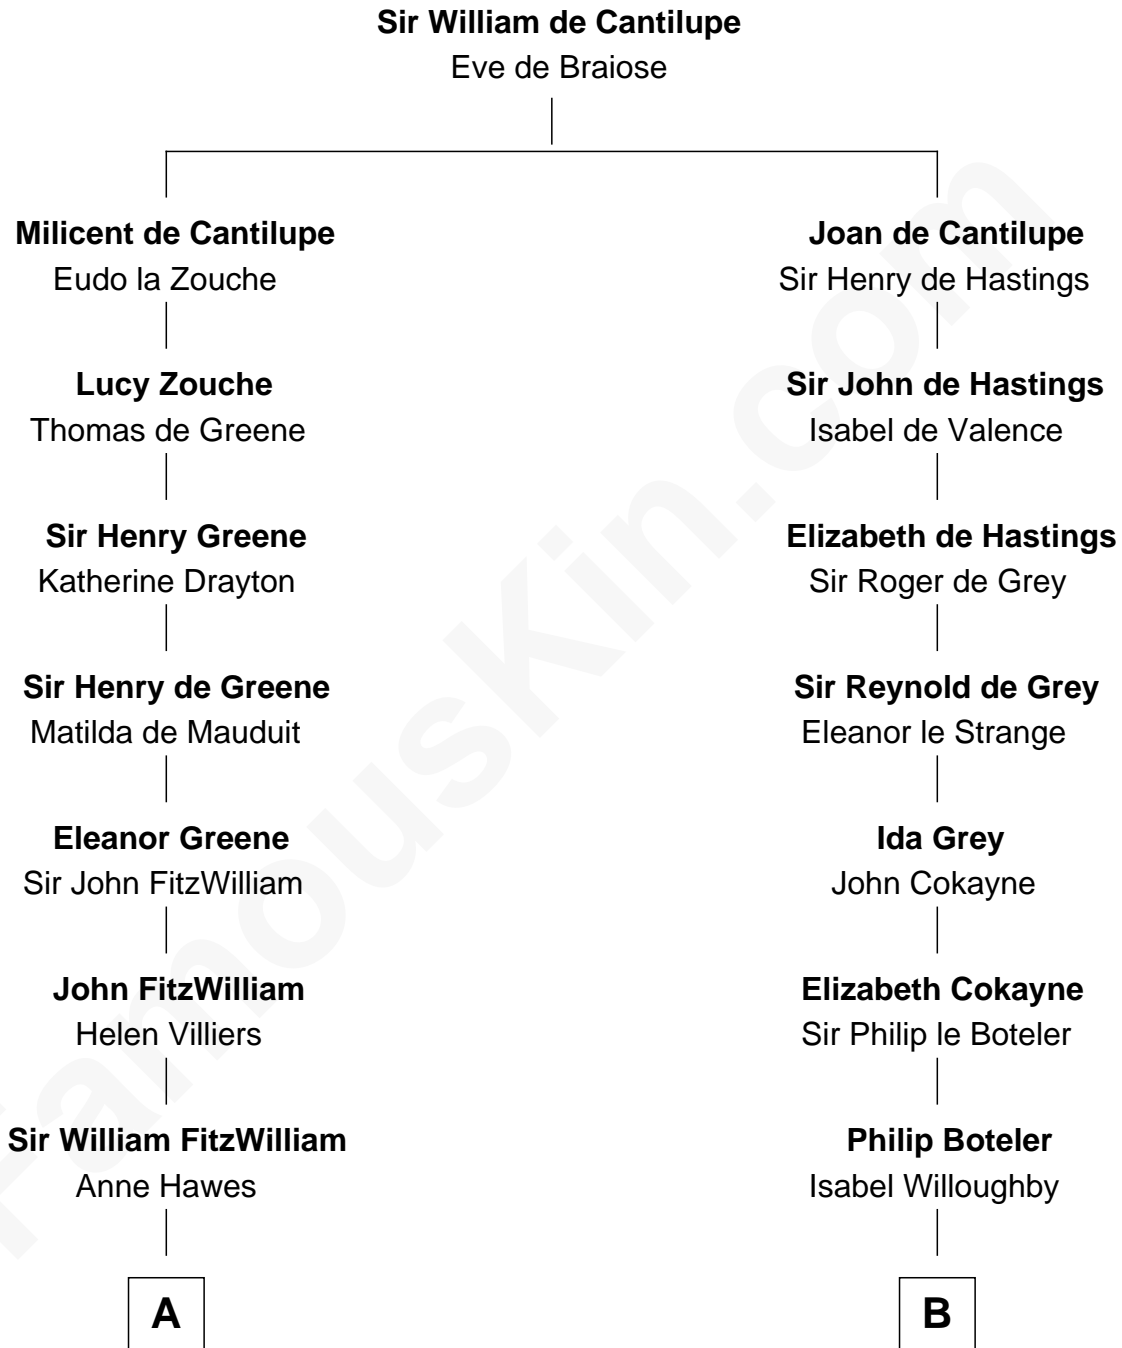 Sir William de Cantilupe
Eve de Braiose
Milicent de Cantilupe
Eudo la Zouche
Joan de Cantilupe
Sir Henry de Hastings
Lucy Zouche
Thomas de Greene
Sir John de Hastings
Isabel de Valence
Sir Henry Greene
Katherine Drayton
Elizabeth de Hastings
Sir Roger de Grey
Sir Henry de Greene
Matilda de Mauduit
Sir Reynold de Grey
Eleanor le Strange
Eleanor Greene
Sir John FitzWilliam
Ida Grey
John Cokayne
John FitzWilliam
Helen Villiers
Elizabeth Cokayne
Sir Philip le Boteler
Sir William FitzWilliam
Anne Hawes
Philip Boteler
Isabel Willoughby
A
B
FamousKin.com